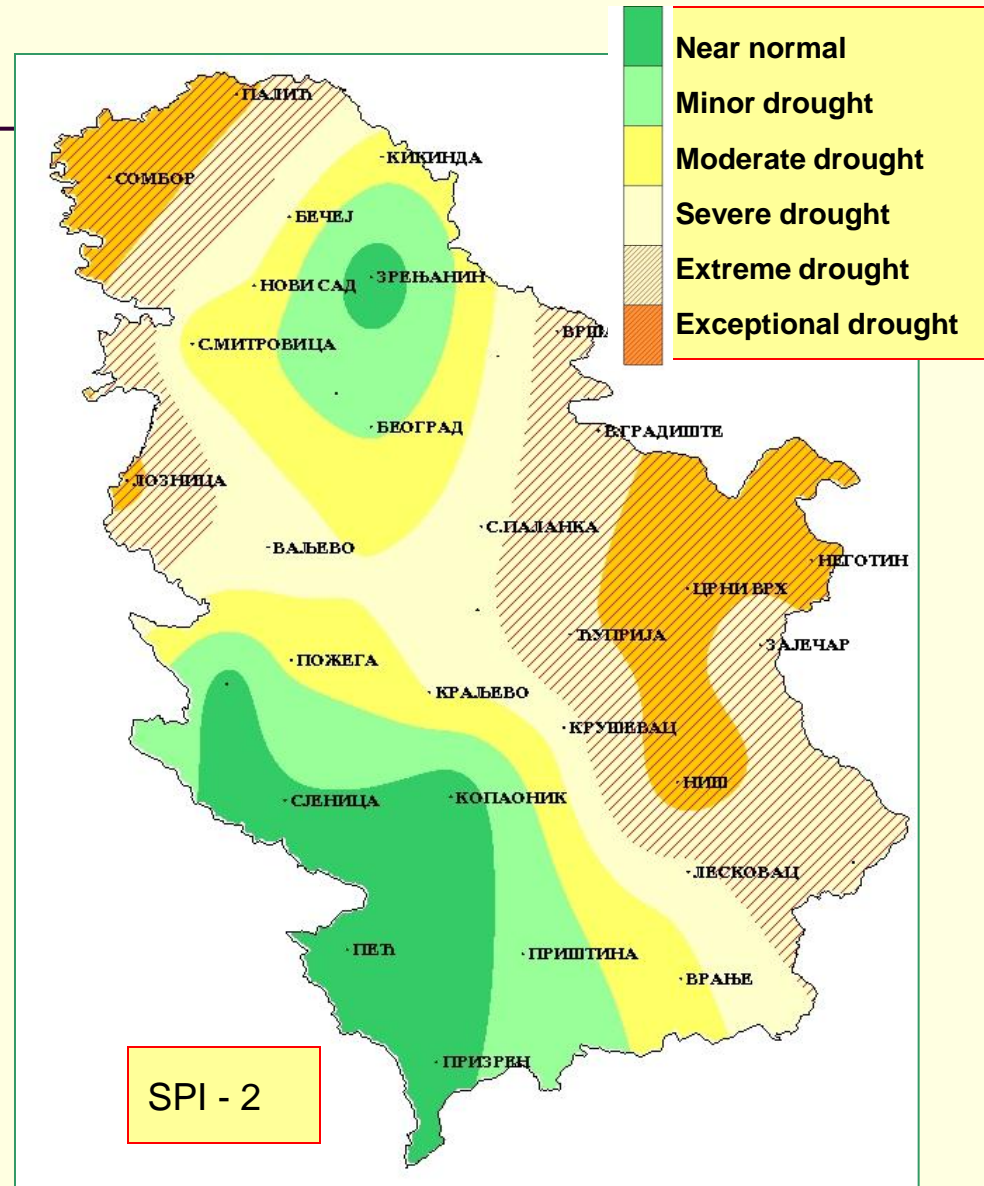 Near normal
Minor drought
Moderate drought
Severe drought
Extreme drought
Exceptional drought
ПАЛИЋ
КИКИНДА
СОМБОР
БЕЧЕЈ
ЗРЕЊАНИН
НОВИ САД
С.МИТРОВИЦА
БЕОГРАД
В.ГРАДИШТЕ
ЛОЗНИЦА
С.ПАЛАНКА
ВАЉЕВО
НЕГОТИН
ЦРНИ ВРХ
ЋУПРИЈА
ЗАЈЕЧАР
ПОЖЕГА
КРАЉЕВО
КРУШЕВАЦ
НИШ
СЈЕНИЦА
КОПАОНИК
ЛЕСКОВАЦ
ПЕЋ
ПРИШТИНА
ВРАЊЕ
ПРИЗРЕН
SPI - 2